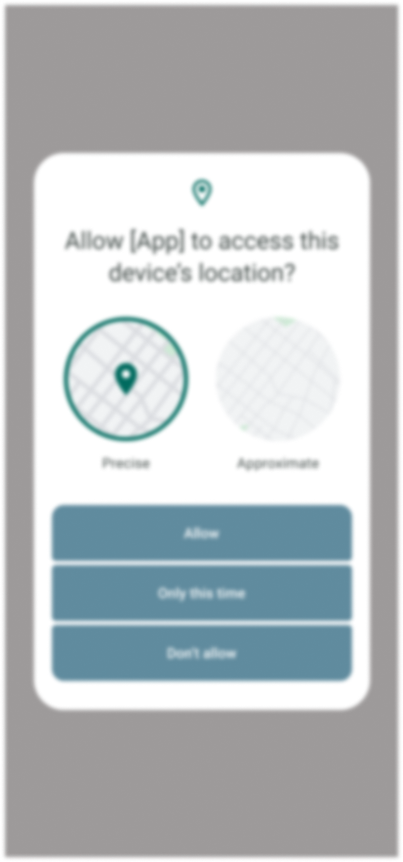 Allow [App] to access this
device's location?
Precise
Approximate
Allow
Only this time
Don't allow